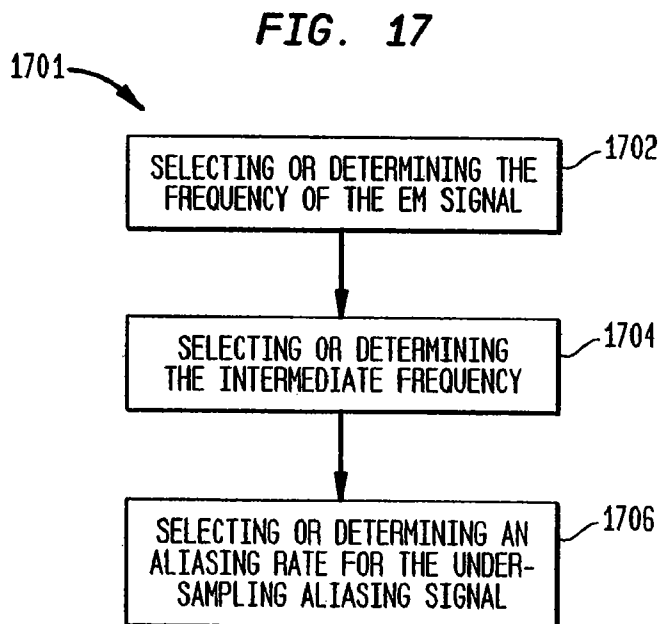 FIG. 17
1701
SELECTING OR DETERMINING THE
FREQUENCY OF THE EM SIGNAL
1702
SELECTING OR DETERMINING
THE INTERMEDIATE FREQUENCY
1704
SELECTING OR DETERMINING AN
ALIASING RATE FOR THE UNDER-
SAMPLING ALIASING SIGNAL
1706